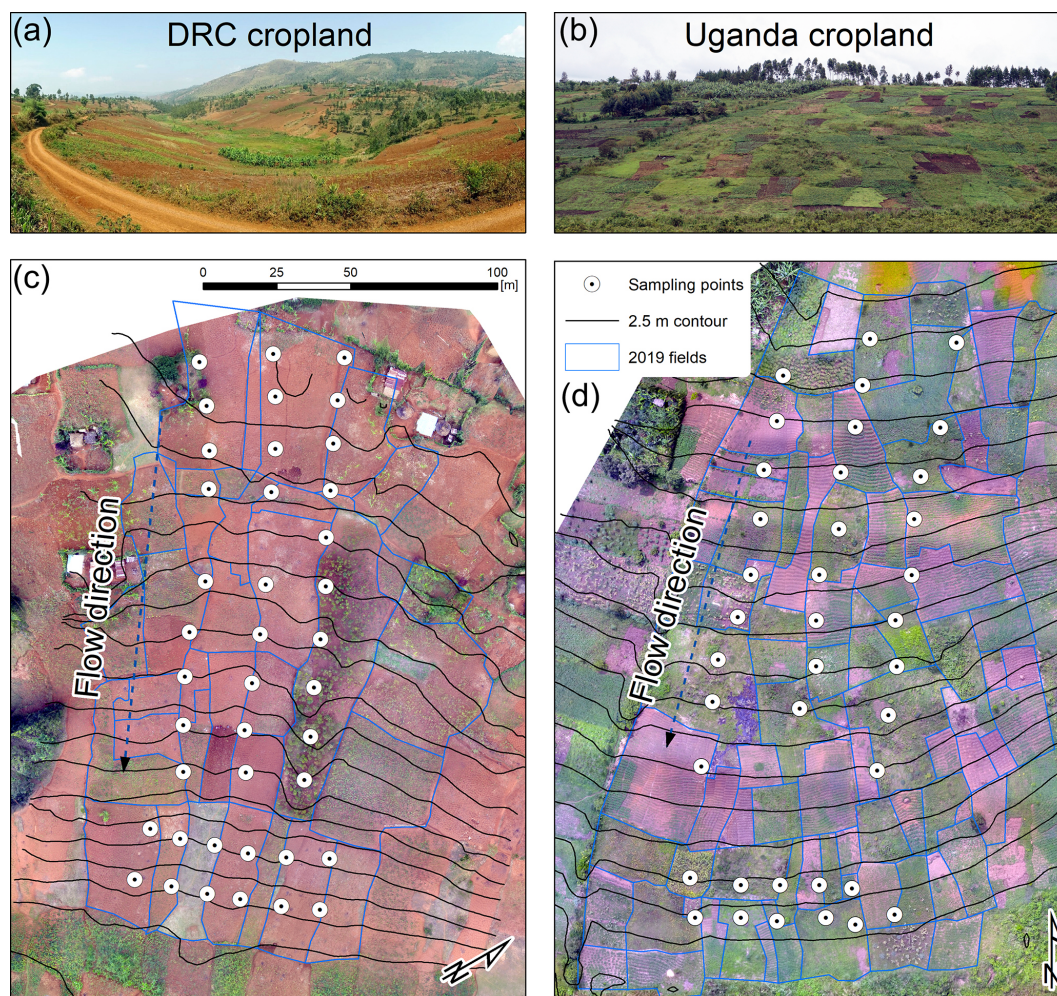 (a) DRC cropland
(b) Uganda cropland
(c)
0 25 50 100
[m]
Flow direction
N
Sampling points
2.5 m contour
2019 fields
(d)
Flow direction
N